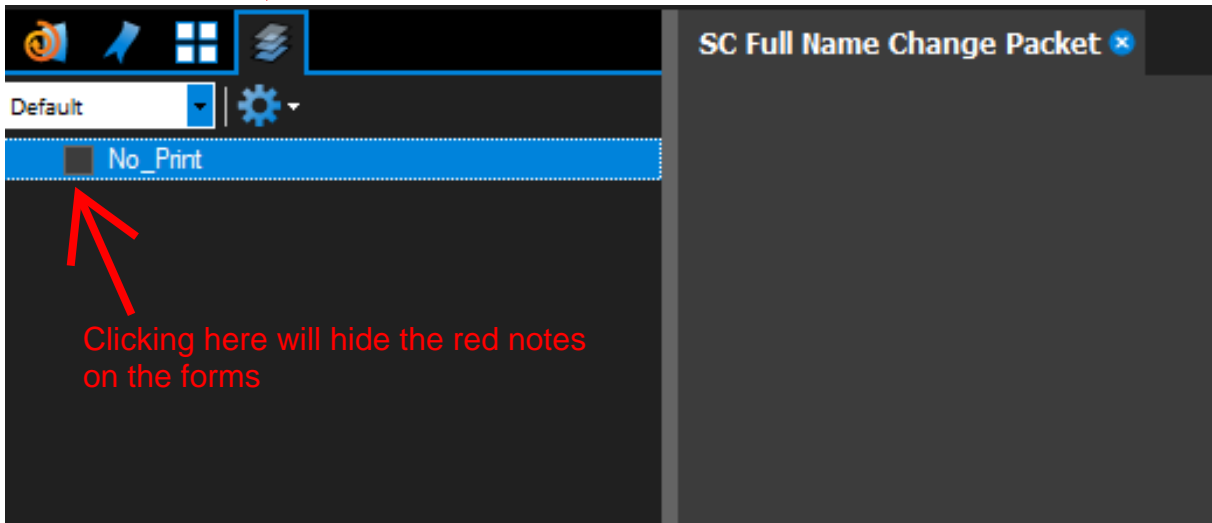 SC Full Name Change Packet
Default
No_Print
Clicking here will hide the red notes
on the forms